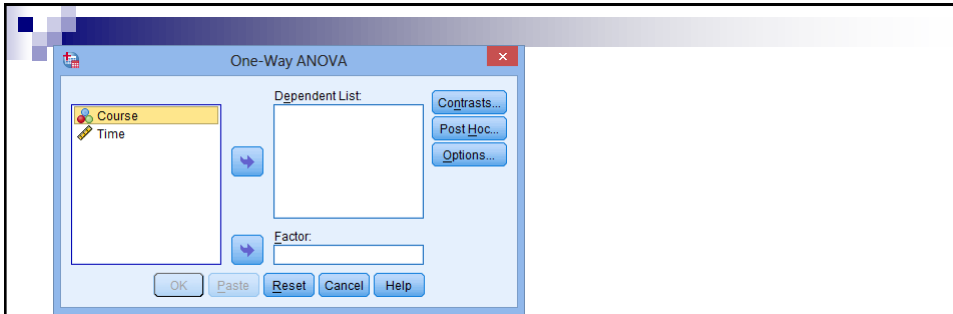 One-Way ANOVA
Dependent List:
Course
Time
Contrasts...
Post Hoc...
Options...
Factor:
OK Paste Reset Cancel Help